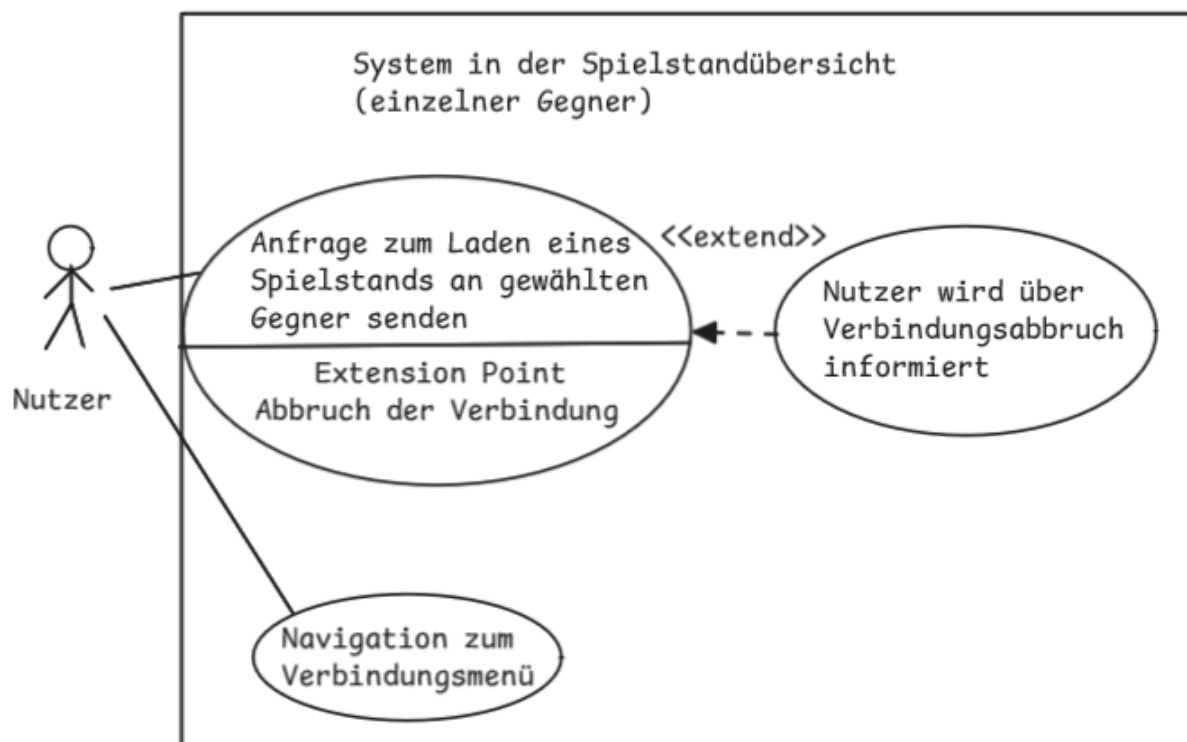 System in der Spielstandübersicht
(einzelner Gegner)
Anfrage zum Laden eines
Spielstands an gewählten
Gegner senden
Extension Point
Abbruch der Verbindung
<<extend>>
Nutzer wird über
Verbindungsabbruch
informiert
Nutzer
Navigation zum
Verbindungsmenü